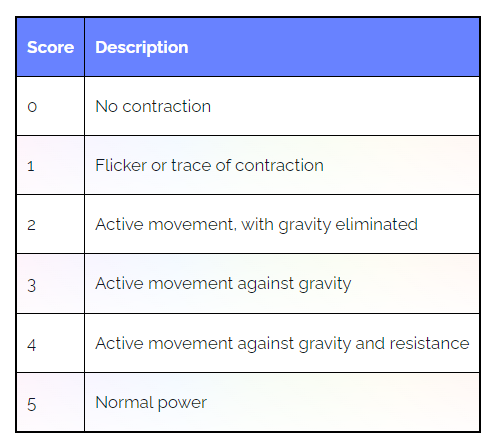 Score Description
0 No contraction
1 Flicker or trace of contraction
2 Active movement, with gravity eliminated
3 Active movement against gravity
4 Active movement against gravity and resistance
5 Normal power